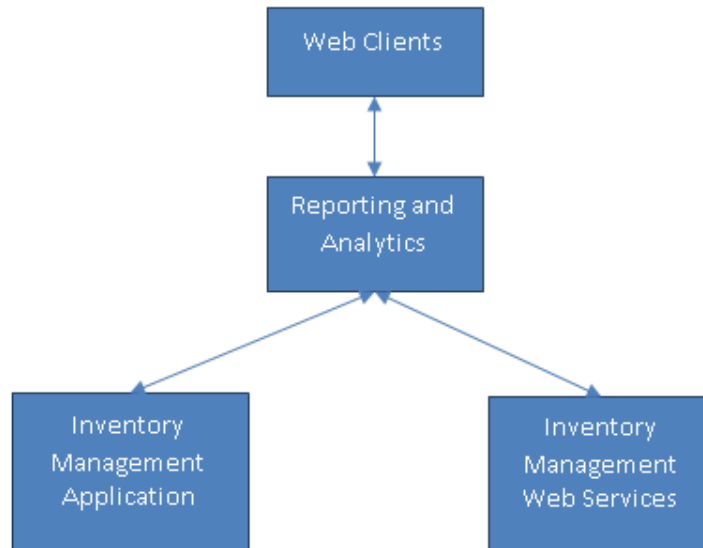 Web Clients
Reporting and
Analytics
Inventory
Management
Application
Inventory
Management
Web Services